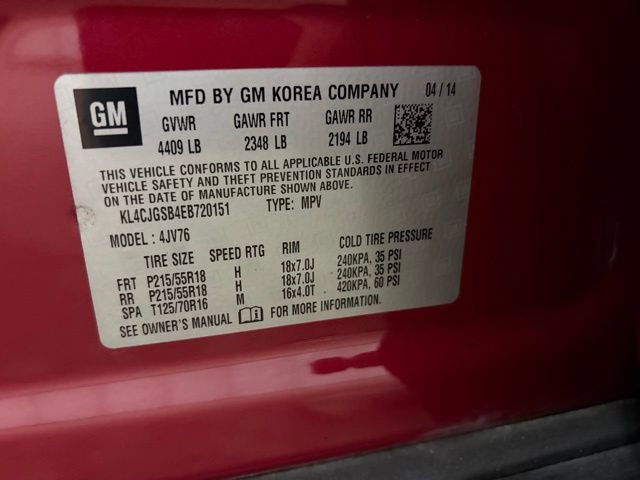 GM
MFD BY GM KOREA COMPANY 04 / 14
GVWR GAWR FRT GAWR RR
4409 LB 2348 LB 2194 LB
THIS VEHICLE CONFORMS TO ALL APPLICABLE U.S. FEDERAL MOTOR
VEHICLE SAFETY AND THEFT PREVENTION STANDARDS IN EFFECT
ON THE DATE OF MANUFACTURE SHOWN ABOVE.
KL4CJGSB4EB720151 TYPE: MPV
MODEL : 4JV76
TIRE SIZE SPEED RTG RIM COLD TIRE PRESSURE
FRT P215/55R18 H 18x7.0J 240KPA, 35 PSI
RR P215/55R18 H 18x7.0J 240KPA, 35 PSI
SPA T125/70R16 M 16x4.0T 420KPA, 60 PSI
SEE OWNER'S MANUAL FOR MORE INFORMATION.